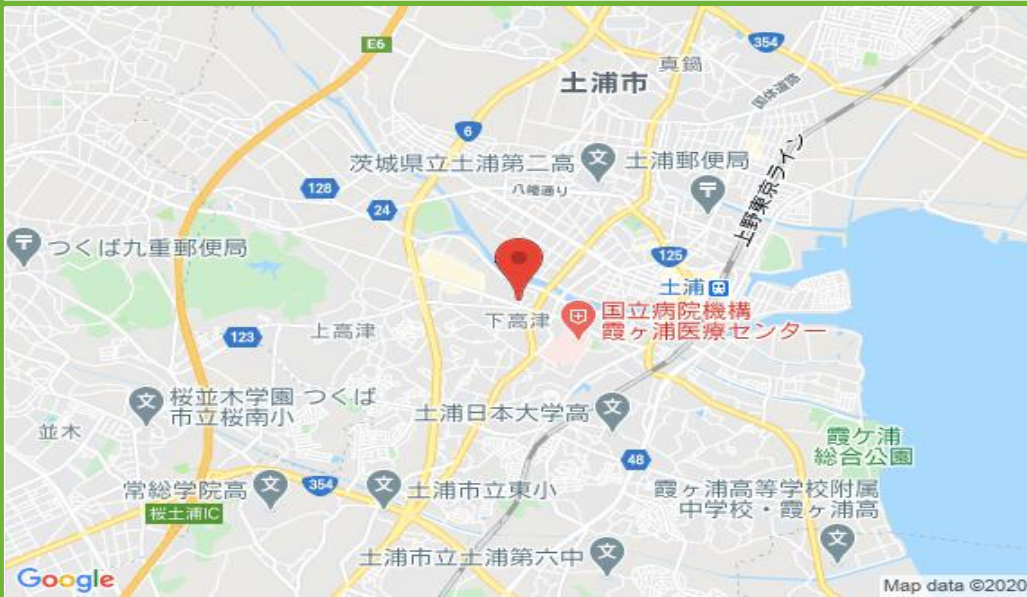 E6
354
真鍋
土浦市
国体道路
6
茨城県立土浦第二高
土浦郵便局
128
八幡通り
24
上野東京ライン
つくば九重郵便局
125
土浦
国立病院機構
霞ヶ浦医療センター
下高津
上高津
123
桜並木学園 つくば
市立桜南小
並木
土浦日本大学高
霞ケ浦
総合公園
48
常総学院高
354
土浦市立東小
霞ヶ浦高等学校附属
中学校・霞ヶ浦高
桜土浦IC
土浦市立土浦第六中
Google
Map data ©2020